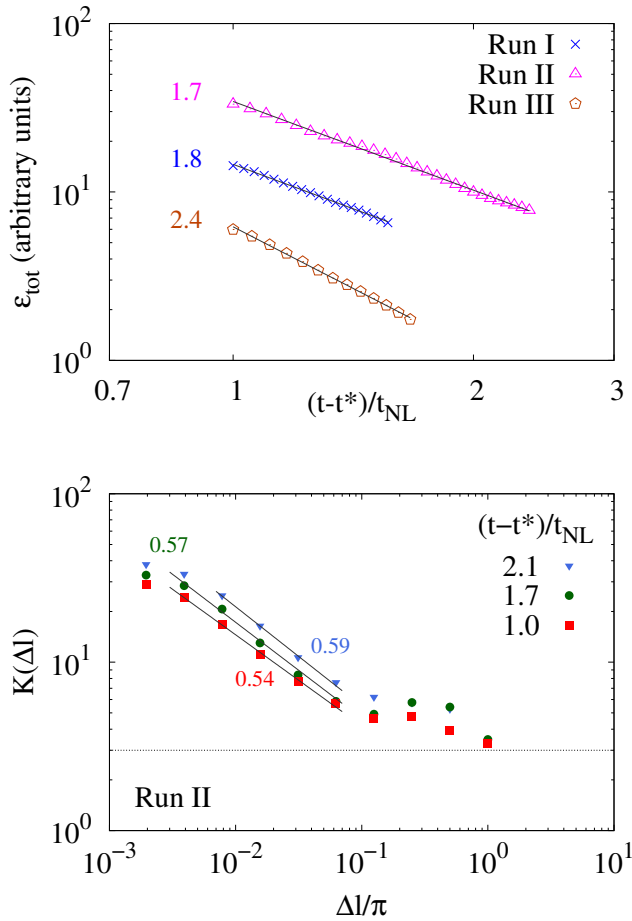 10^2
Run I
Run II
Run III
1.7
1.8
2.4
10^1
10^0
ε_tot (arbitrary units)
0.7
1
2
3
(t-t*)/t_NL
10^2
(t−t*)/t_NL
2.1
1.7
1.0
0.57
0.59
0.54
10^1
K(Δl)
Run II
10^0
10^-3
10^-2
10^-1
10^0
10^1
Δl/π